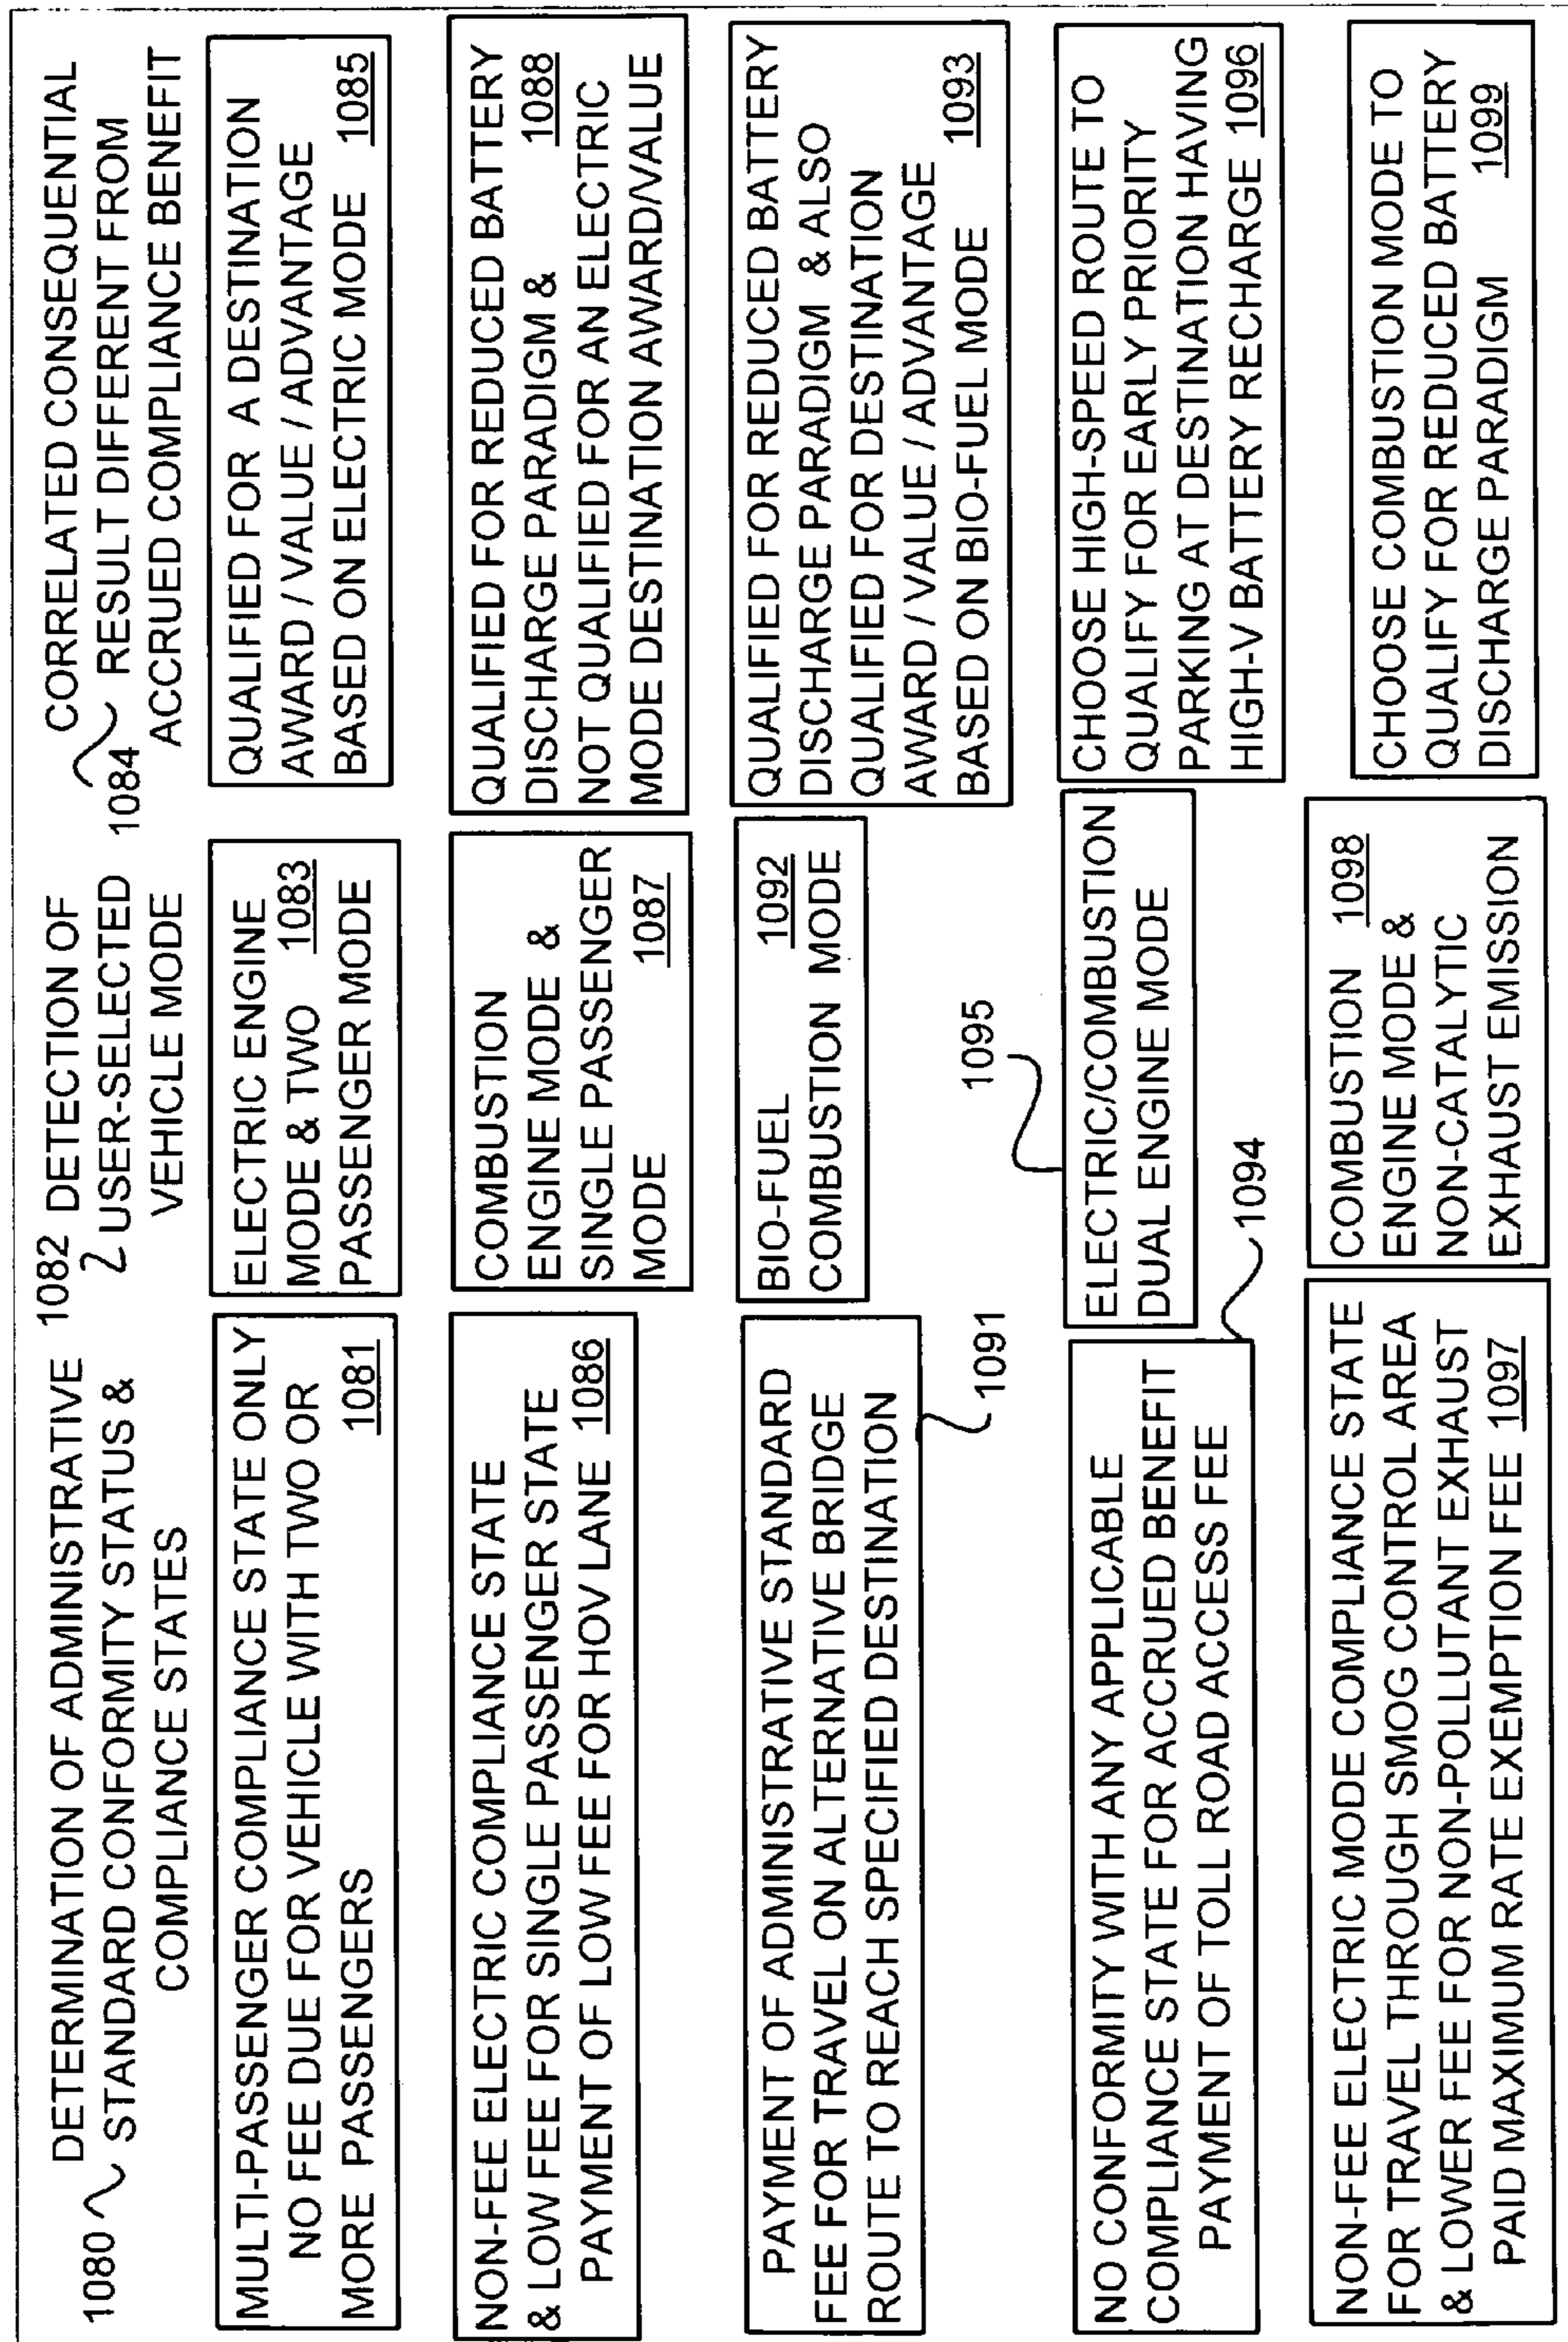 1080 DETERMINATION OF ADMINISTRATIVE
STANDARD CONFORMITY STATUS &
COMPLIANCE STATES
1082 DETECTION OF
USER-SELECTED
VEHICLE MODE
1084
CORRELATED CONSEQUENTIAL
RESULT DIFFERENT FROM
ACCRUED COMPLIANCE BENEFIT
MULTI-PASSENGER COMPLIANCE STATE ONLY
NO FEE DUE FOR VEHICLE WITH TWO OR
MORE PASSENGERS 1081
ELECTRIC ENGINE
MODE & TWO 1083
PASSENGER MODE
QUALIFIED FOR A DESTINATION
AWARD / VALUE / ADVANTAGE
BASED ON ELECTRIC MODE 1085
NON-FEE ELECTRIC COMPLIANCE STATE
& LOW FEE FOR SINGLE PASSENGER STATE
PAYMENT OF LOW FEE FOR HOV LANE 1086
COMBUSTION
ENGINE MODE &
SINGLE PASSENGER
MODE 1087
QUALIFIED FOR REDUCED BATTERY
DISCHARGE PARADIGM & 1088
NOT QUALIFIED FOR AN ELECTRIC
MODE DESTINATION AWARD/VALUE
PAYMENT OF ADMINISTRATIVE STANDARD
FEE FOR TRAVEL ON ALTERNATIVE BRIDGE
ROUTE TO REACH SPECIFIED DESTINATION
1091
BIO-FUEL 1092
COMBUSTION MODE
QUALIFIED FOR REDUCED BATTERY
DISCHARGE PARADIGM & ALSO
QUALIFIED FOR DESTINATION
AWARD / VALUE / ADVANTAGE
BASED ON BIO-FUEL MODE 1093
NO CONFORMITY WITH ANY APPLICABLE
COMPLIANCE STATE FOR ACCRUED BENEFIT
PAYMENT OF TOLL ROAD ACCESS FEE
1094
1095
ELECTRIC/COMBUSTION
DUAL ENGINE MODE
CHOOSE HIGH-SPEED ROUTE TO
QUALIFY FOR EARLY PRIORITY
PARKING AT DESTINATION HAVING
HIGH-V BATTERY RECHARGE 1096
NON-FEE ELECTRIC MODE COMPLIANCE STATE
FOR TRAVEL THROUGH SMOG CONTROL AREA
& LOWER FEE FOR NON-POLLUTANT EXHAUST
PAID MAXIMUM RATE EXEMPTION FEE 1097
COMBUSTION 1098
ENGINE MODE &
NON-CATALYTIC
EXHAUST EMISSION
CHOOSE COMBUSTION MODE TO
QUALIFY FOR REDUCED BATTERY
DISCHARGE PARADIGM 1099